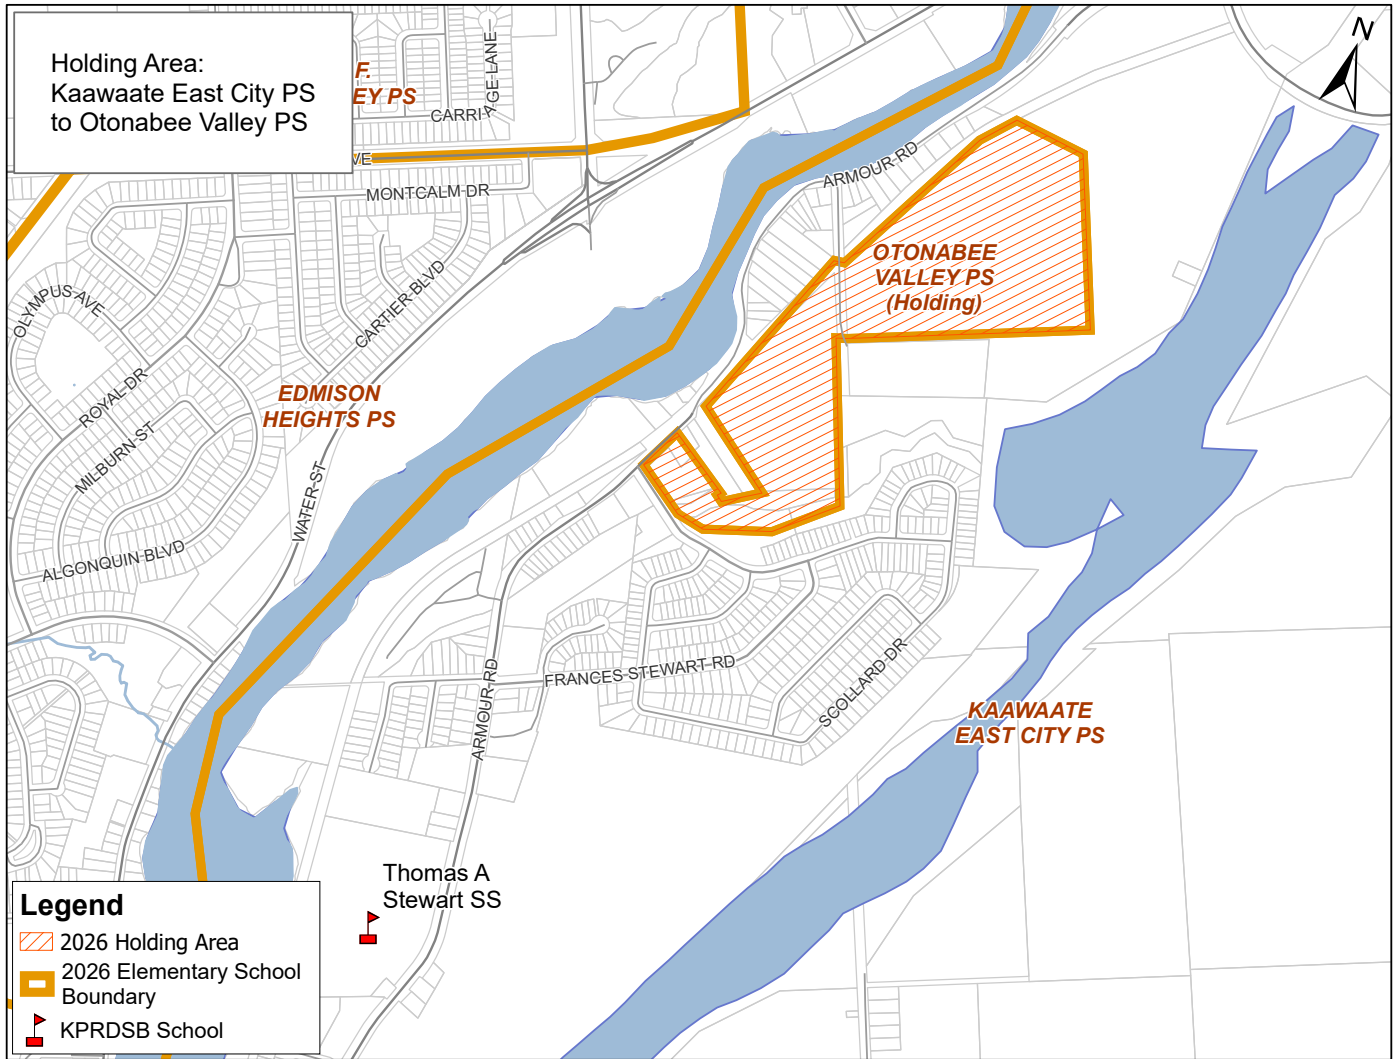 Holding Area:
Kaawaate East City PS
to Otonabee Valley PS
F.
EY PS
CARRI
GE LANE
VE
MONTCALM DR
ARMOUR RD
N
OTONABEE
VALLEY PS
(Holding)
OLYMPUS AVE
CARTIER BLVD
ROYAL DR
EDMISON
HEIGHTS PS
MILBURN ST
WATER ST
ALGONQUIN BLVD
FRANCES STEWART RD
ARMOUR RD
SCOLLARD DR
KAAWAATE
EAST CITY PS
Thomas A
Stewart SS
Legend
2026 Holding Area
2026 Elementary School
Boundary
KPRDSB School